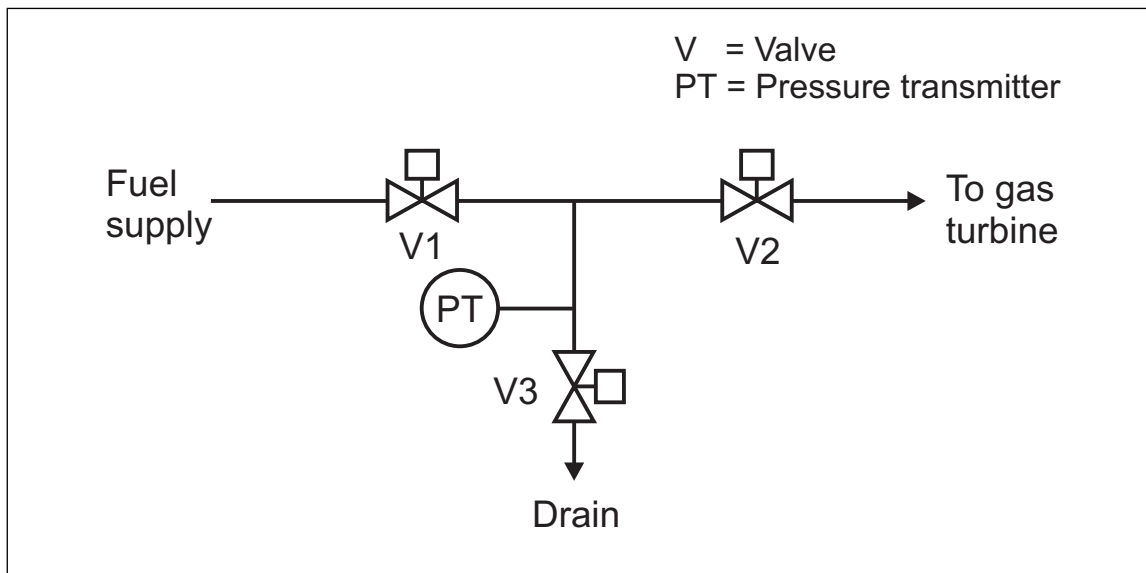 V = Valve
PT = Pressure transmitter
Fuel
supply
V1
V2
To gas
turbine
PT
V3
Drain